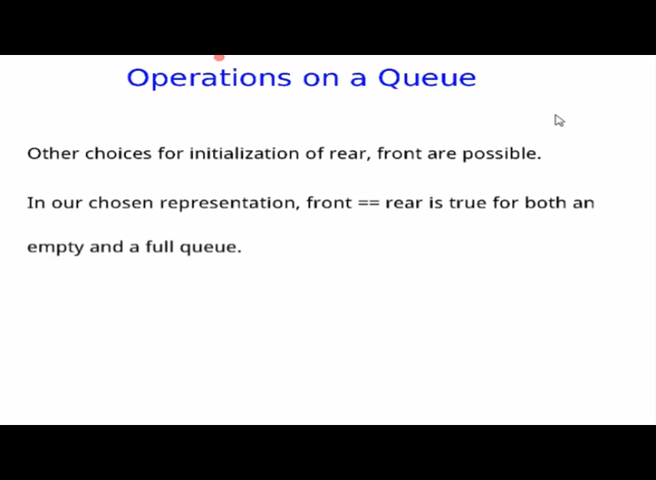 Operations on a Queue
Other choices for initialization of rear, front are possible.
In our chosen representation, front == rear is true for both an
empty and a full queue.